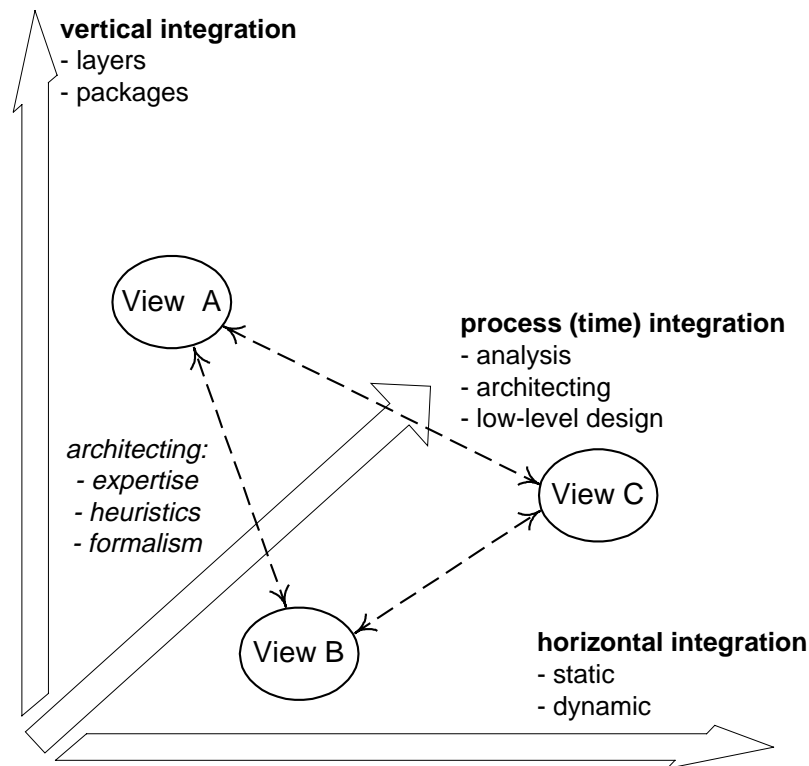 vertical integration
- layers
- packages
View A
process (time) integration
- analysis
- architecting
- low-level design
architecting:
- expertise
- heuristics
- formalism
View C
View B
horizontal integration
- static
- dynamic